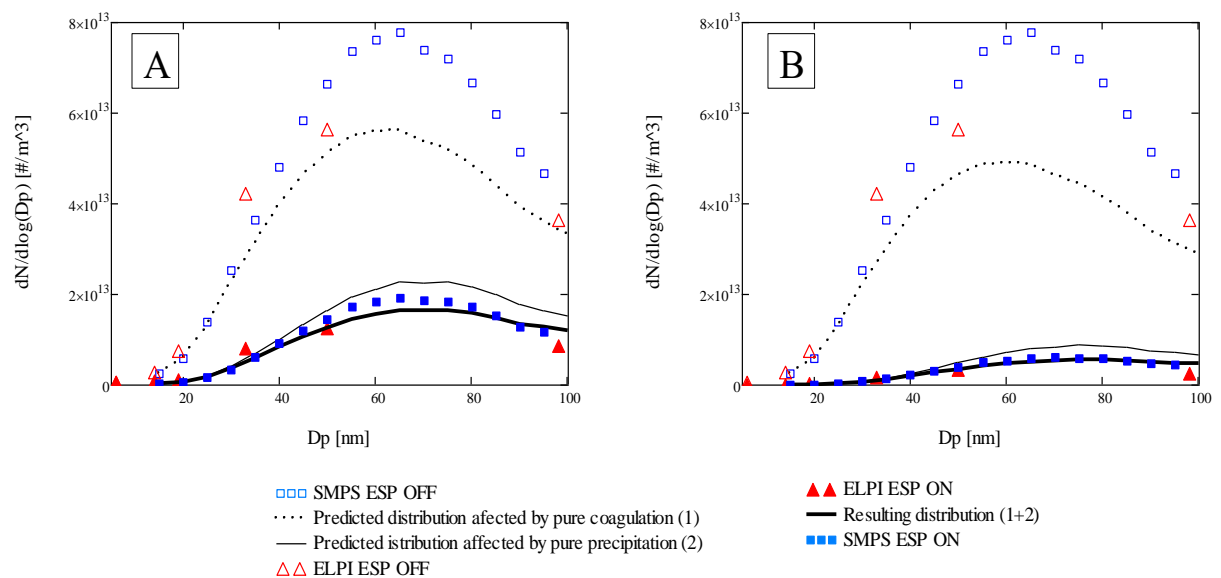 A
B
dN/dlog(Dp) [#/m^3]
8×10^13
6×10^13
4×10^13
2×10^13
0
20 40 60 80 100
Dp [nm]
dN/dlog(Dp) [#/m^3]
8×10^13
6×10^13
4×10^13
2×10^13
0
20 40 60 80 100
Dp [nm]
SMPS ESP OFF
Predicted distribution afected by pure coagulation (1)
Predicted istribution affected by pure precipitation (2)
ELPI ESP OFF
ELPI ESP ON
Resulting distribution (1+2)
SMPS ESP ON